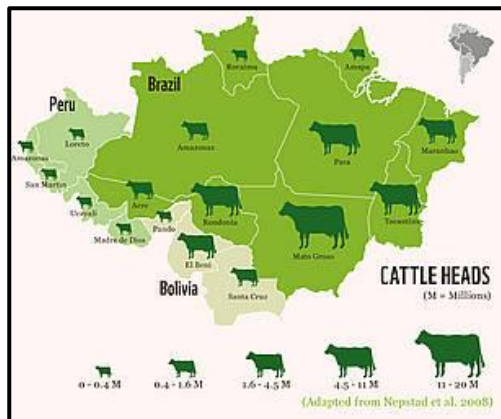 Roraima
Amapa
Brazil
Peru
Amazonas
Loreto
San Martin
Ucayali
Madre de Dios
Amazonas
Para
Maranhao
Acre
Pando
Rondonia
Tocantins
Mato Groso
El Beni
Bolivia
Santa Cruz
CATTLE HEADS
(M = Millions)
0 - 0.4 M
0.4 - 1.6 M
1.6 - 4.5 M
4.5 - 11 M
11 - 20 M
(Adapted from Nepstad et al. 2008)